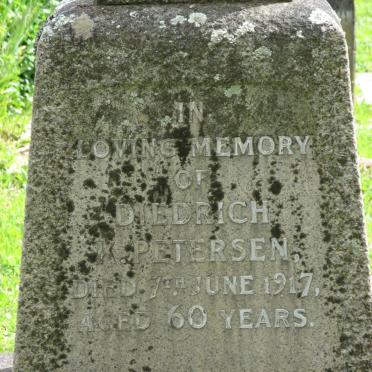 IN
LOVING MEMORY
OF
DIEDRICH
K. PETERSEN,
DIED 7TH JUNE 1917,
AGED 60 YEARS.